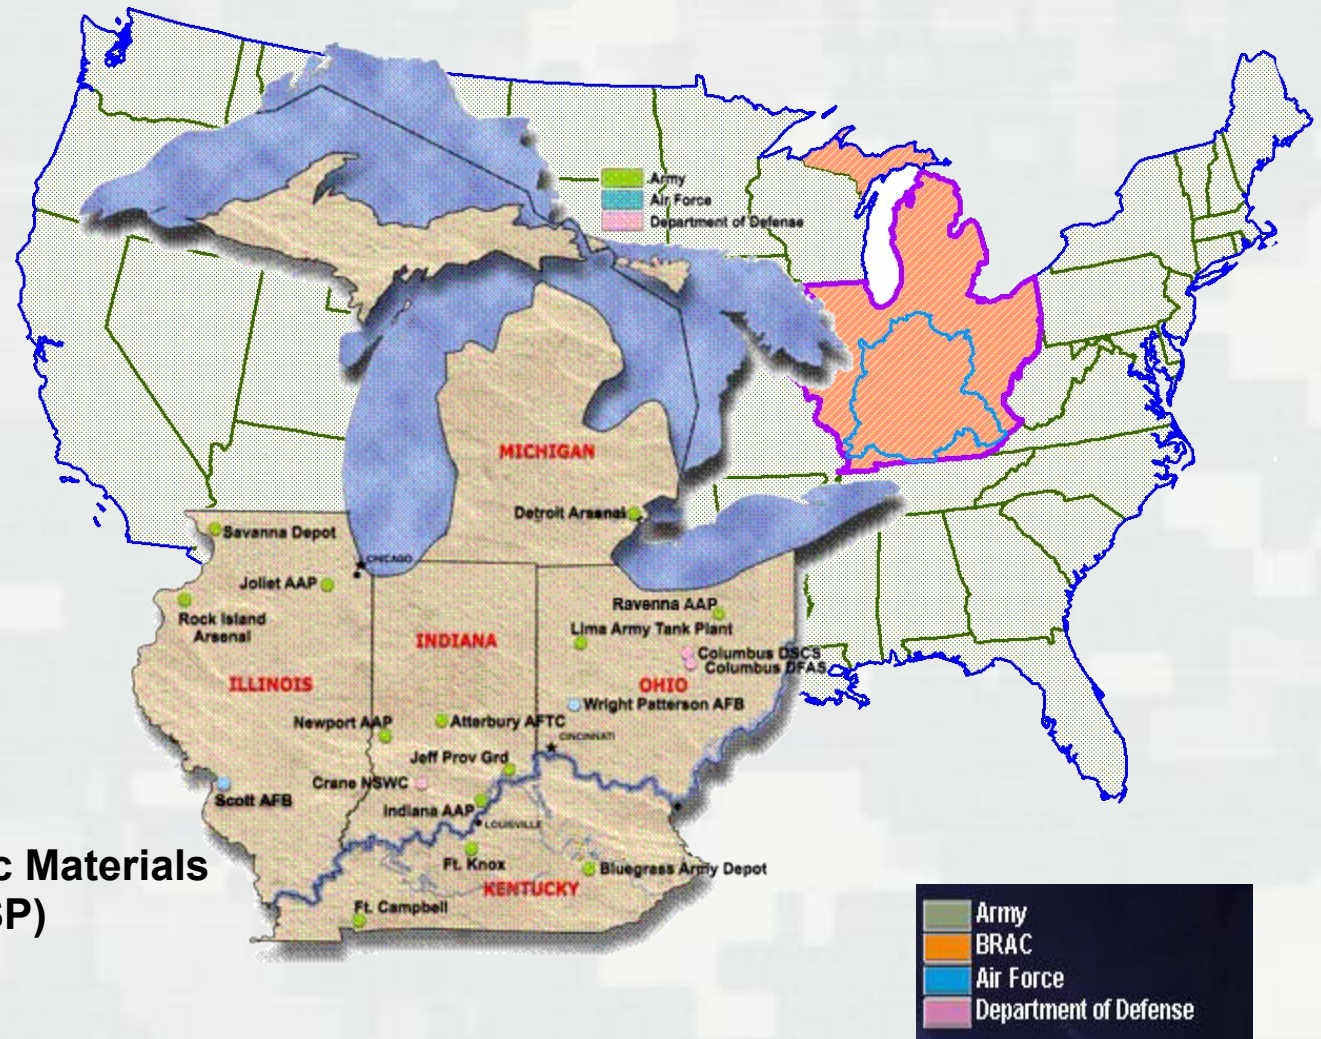 Army
Air Force
Department of Defense
MICHIGAN
Detroit Arsenal
Savanna Depot
CHICAGO
Joliet AAP
Rock Island
Arsenal
Ravenna AAP
Lima Army Tank Plant
INDIANA
Columbus DSCS
Columbus DFAS
ILLINOIS
OHIO
Wright Patterson AFB
Newport AAP
Atterbury AFTC
CINCINNATI
Jeff Prov Grd
Crane NSWC
Scott AFB
Indiana AAP
LOUISVILLE
Ft. Knox
Bluegrass Army Depot
KENTUCKY
Ft. Campbell
c Materials
SP)
Army
BRAC
Air Force
Department of Defense